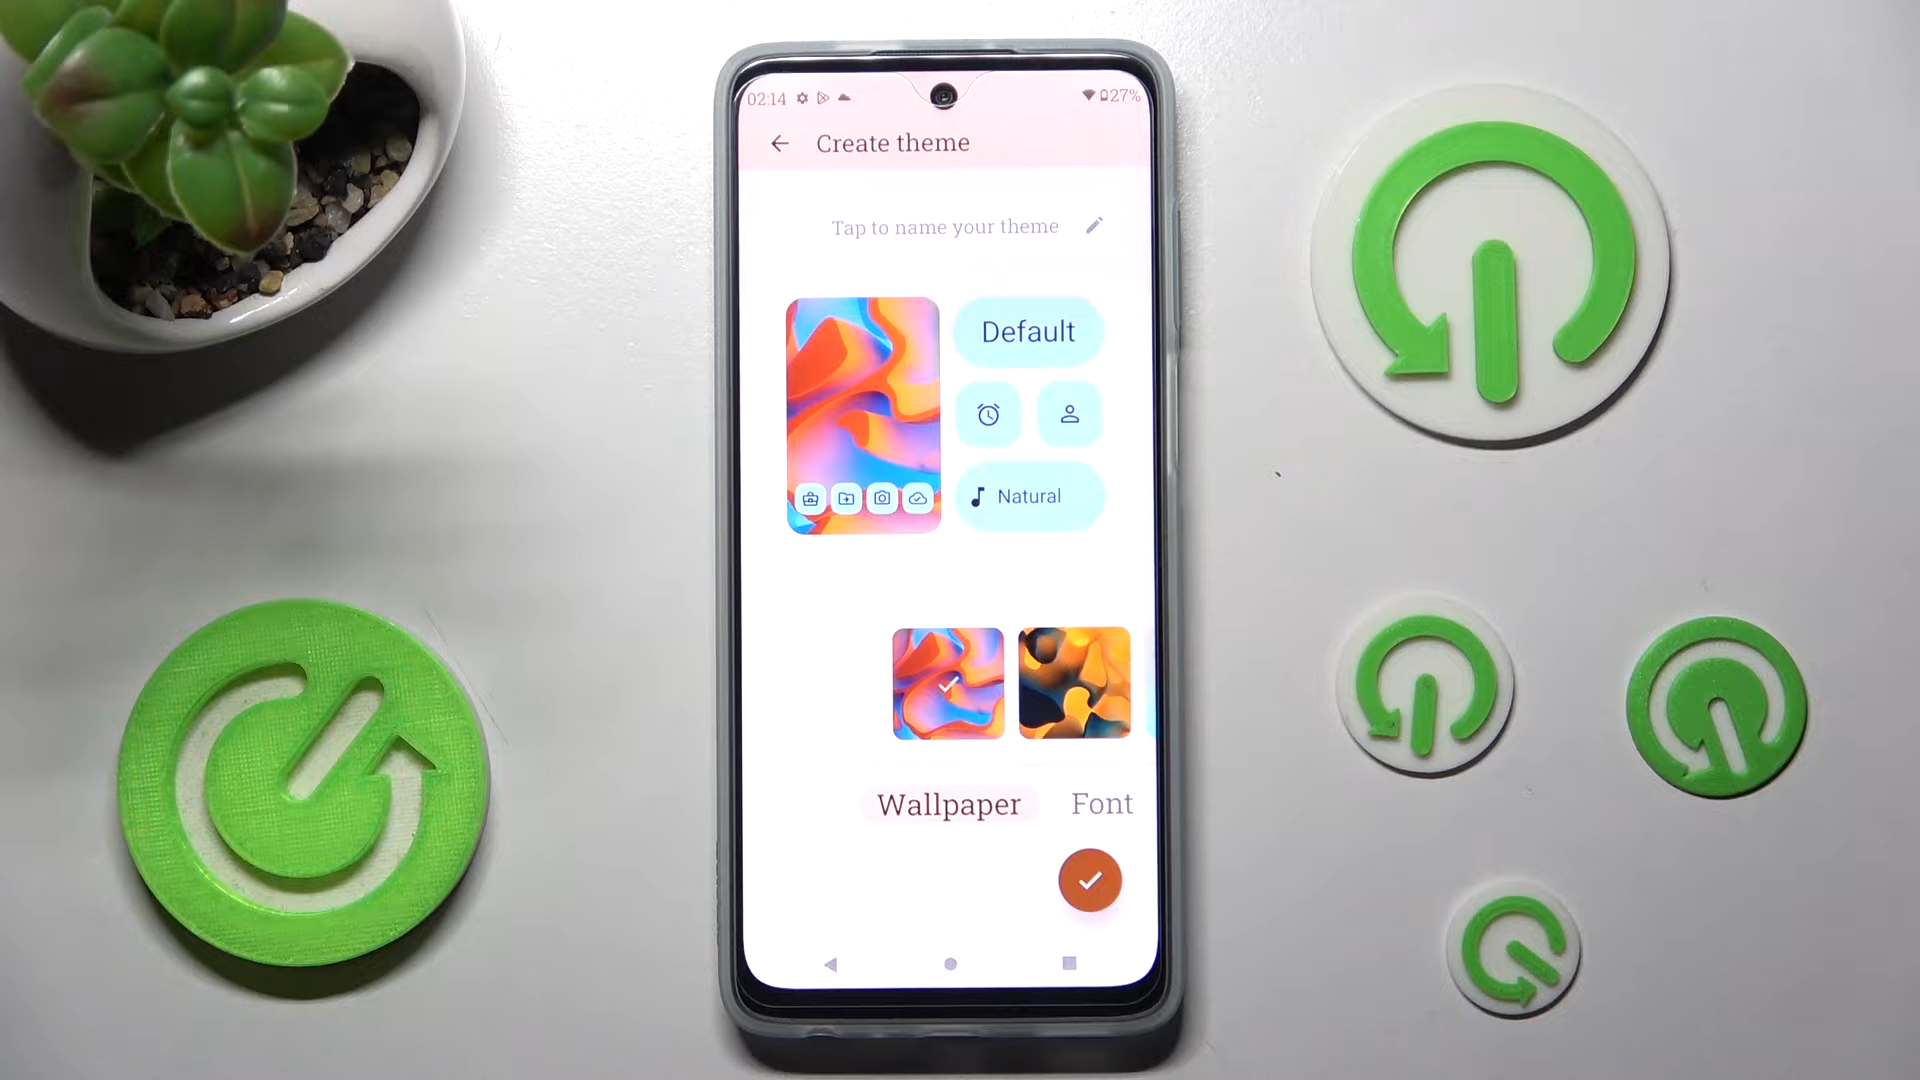 02:14
27%
Create theme
Tap to name your theme
Default
Natural
Wallpaper
Font